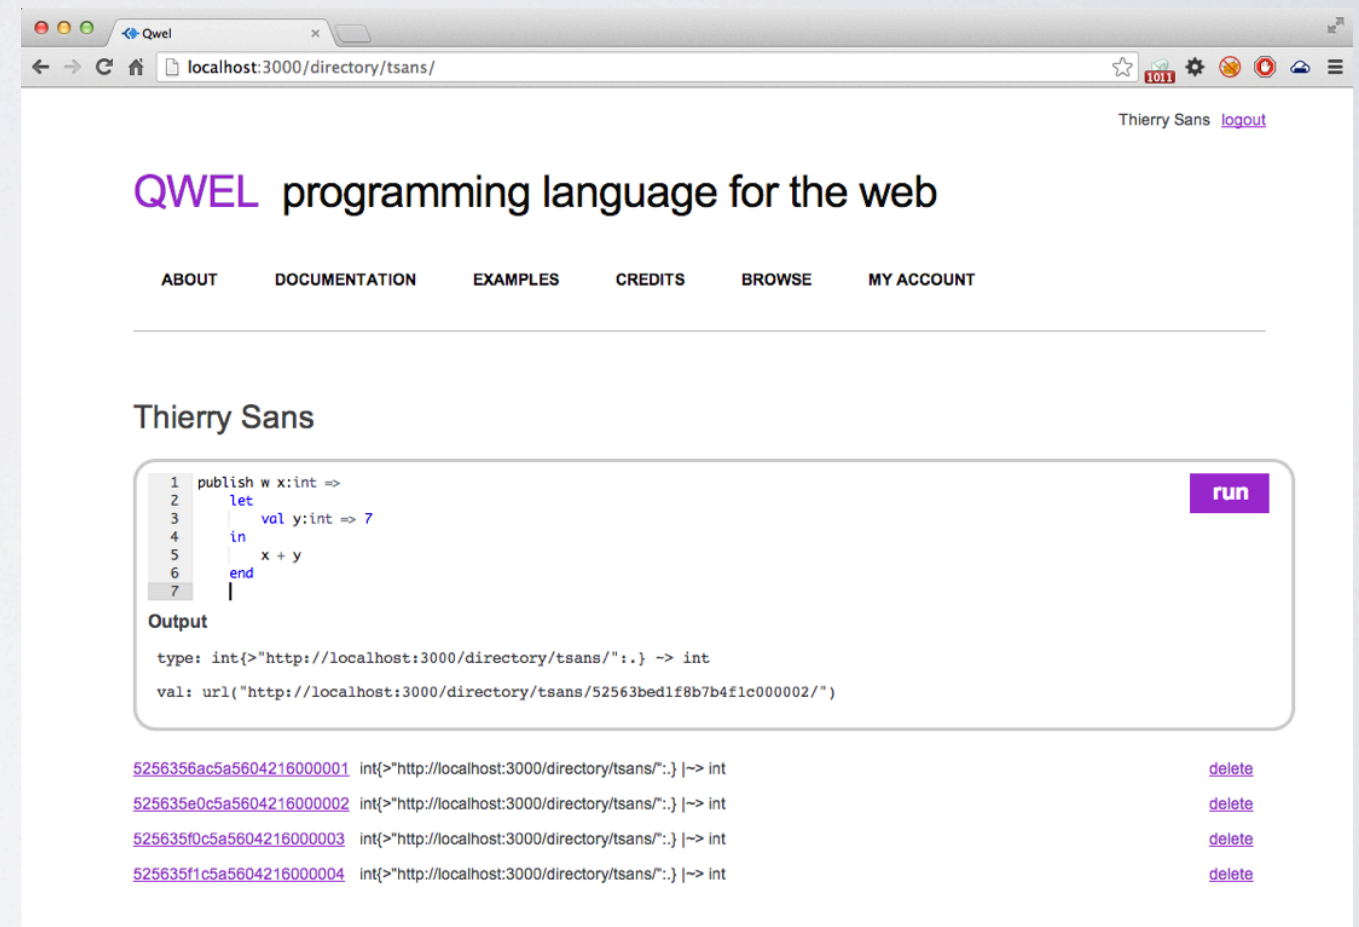 Qwel
localhost:3000/directory/tsans/
1011
Thierry Sans logout
QWEL programming language for the web
ABOUT DOCUMENTATION EXAMPLES CREDITS BROWSE MY ACCOUNT
Thierry Sans
1 publish w x:int =>
2 let
3 val y:int => 7
4 in
5 x + y
6 end
7
run
Output
type: int{>"http://localhost:3000/directory/tsans/":.} ~> int
val: url("http://localhost:3000/directory/tsans/52563bed1f8b7b4f1c000002/")
5256356ac5a5604216000001 int{>"http://localhost:3000/directory/tsans/":.} |~> int delete
525635e0c5a5604216000002 int{>"http://localhost:3000/directory/tsans/":.} |~> int delete
525635f0c5a5604216000003 int{>"http://localhost:3000/directory/tsans/":.} |~> int delete
525635f1c5a5604216000004 int{>"http://localhost:3000/directory/tsans/":.} |~> int delete